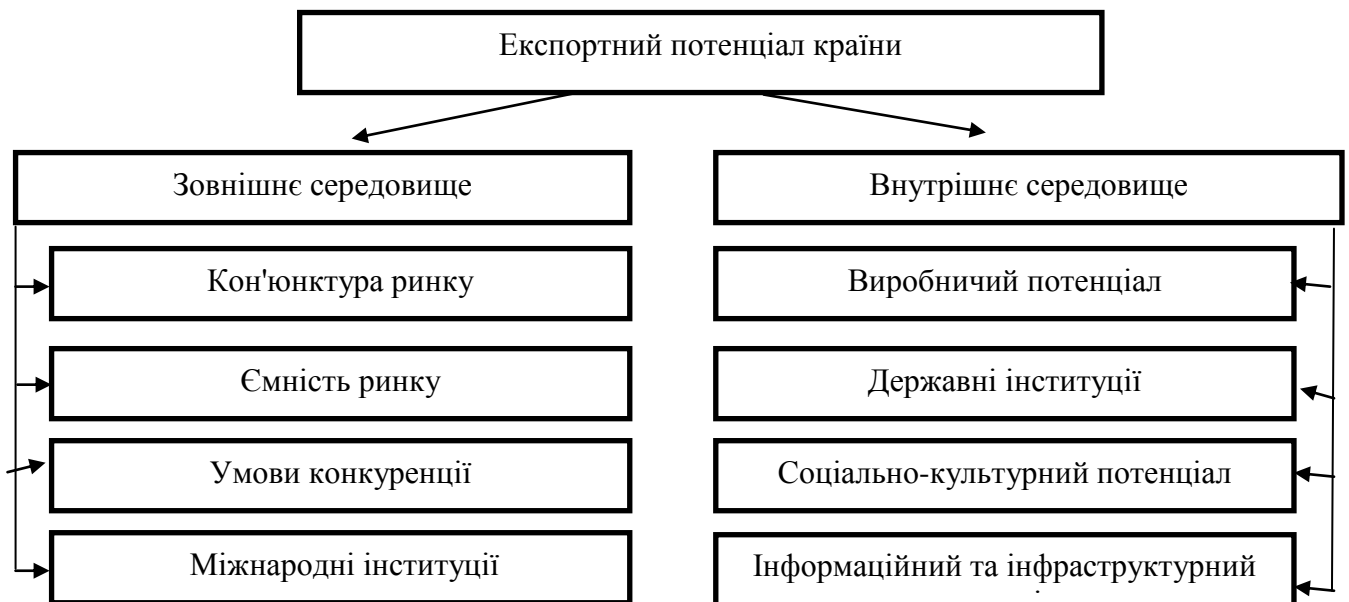 Експортний потенціал країни
Зовнішнє середовище
Внутрішнє середовище
Кон'юнктура ринку
Виробничий потенціал
Ємність ринку
Державні інституції
Умови конкуренції
Соціально-культурний потенціал
Міжнародні інституції
Інформаційний та інфраструктурний